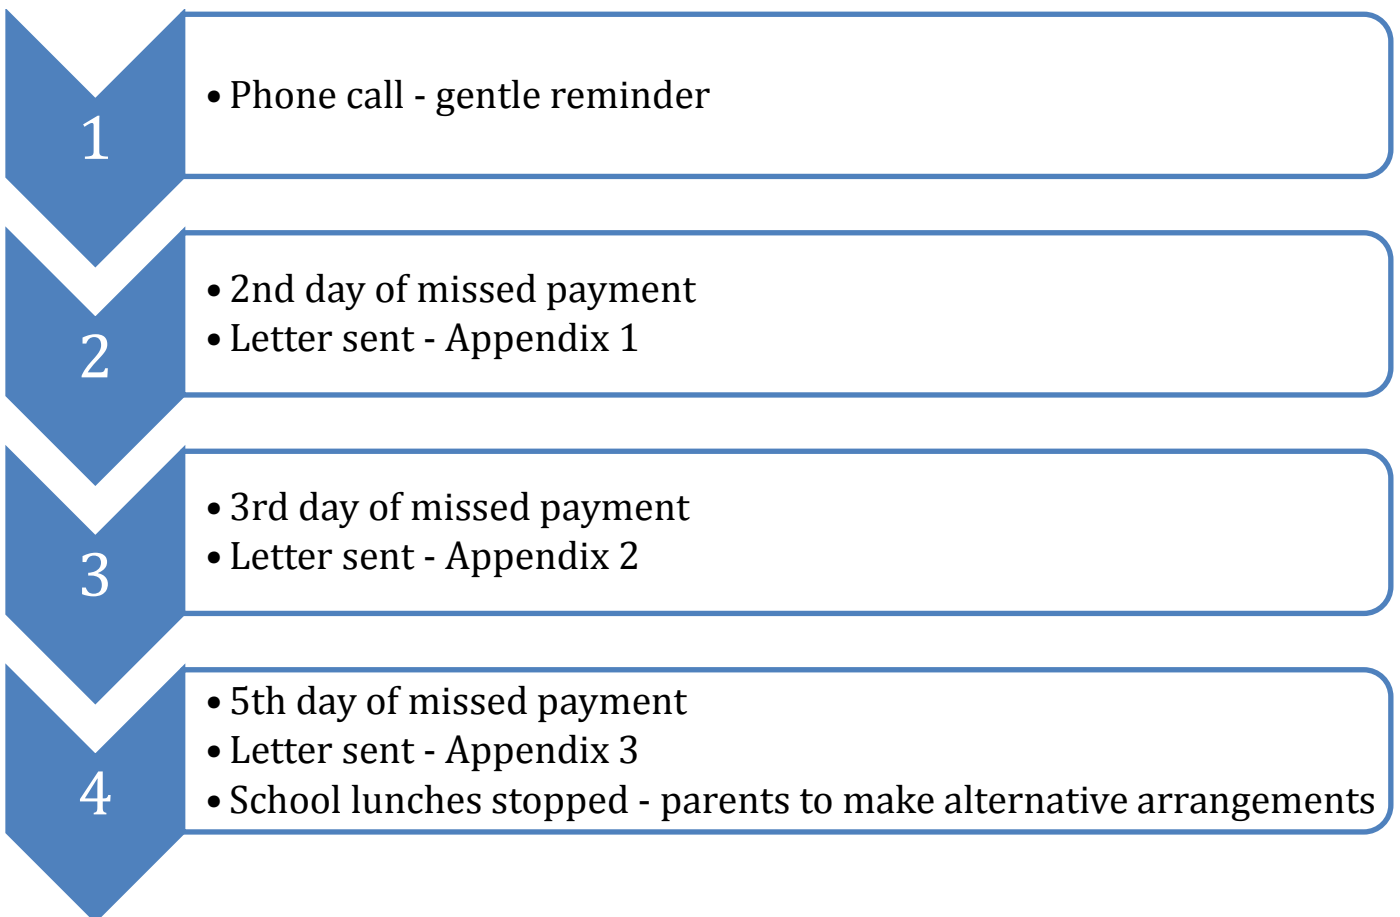 1
• Phone call - gentle reminder
2
• 2nd day of missed payment
• Letter sent - Appendix 1
3
• 3rd day of missed payment
• Letter sent - Appendix 2
4
• 5th day of missed payment
• Letter sent - Appendix 3
• School lunches stopped - parents to make alternative arrangements